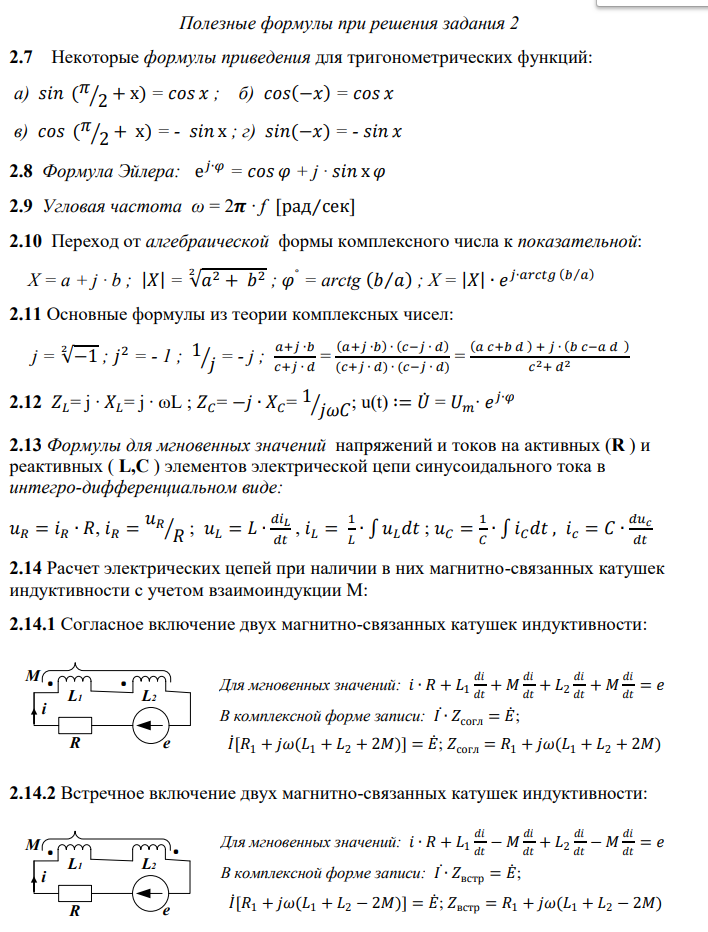 Полезные формулы при решения задания 2
2.7 Некоторые формулы приведения для тригонометрических функций:
а) sin (π/2 + x) = cos x ; б) cos(−x) = cos x
в) cos (π/2 + x) = - sin x ; г) sin(−x) = - sin x
2.8 Формула Эйлера: e^{j·φ} = cos φ + j · sin x φ
2.9 Угловая частота ω = 2π · f [рад/сек]
2.10 Переход от алгебраической формы комплексного числа к показательной:
X = a + j · b ; |X| = ²√(a² + b²) ; φ° = arctg (b/a) ; X = |X| · e^{j·arctg (b/a)}
2.11 Основные формулы из теории комплексных чисел:
j = ²√−1 ; j² = - 1 ; 1/j = - j ; (a+j·b)/(c+j·d) = ((a+j·b)·(c−j·d))/((c+j·d)·(c−j·d)) = ((a c+b d ) + j·(b c−a d ))/(c²+ d²)
2.12 Z_L= j · X_L= j · ωL ; Z_C= −j · X_C= 1/jωC; u(t) := U̇ = U_m· e^{j·φ}
2.13 Формулы для мгновенных значений напряжений и токов на активных (R ) и
реактивных ( L,C ) элементов электрической цепи синусоидального тока в
интегро-дифференциальном виде:
u_R = i_R · R, i_R = u_R/R ; u_L = L · di_L/dt , i_L = 1/L · ∫ u_L dt ; u_C = 1/C · ∫ i_C dt , i_c = C · du_c/dt
2.14 Расчет электрических цепей при наличии в них магнитно-связанных катушек
индуктивности с учетом взаимоиндукции М:
2.14.1 Согласное включение двух магнитно-связанных катушек индуктивности:
M
L1 L2
i
R e
Для мгновенных значений: i · R + L₁ di/dt + M di/dt + L₂ di/dt + M di/dt = e
В комплексной форме записи: İ · Z_согл = Ė;
İ[R₁ + jω(L₁ + L₂ + 2M)] = Ė; Z_согл = R₁ + jω(L₁ + L₂ + 2M)
2.14.2 Встречное включение двух магнитно-связанных катушек индуктивности:
M
L1 L2
i
R e
Для мгновенных значений: i · R + L₁ di/dt − M di/dt + L₂ di/dt − M di/dt = e
В комплексной форме записи: İ · Z_встр = Ė;
İ[R₁ + jω(L₁ + L₂ − 2M)] = Ė; Z_встр = R₁ + jω(L₁ + L₂ − 2M)